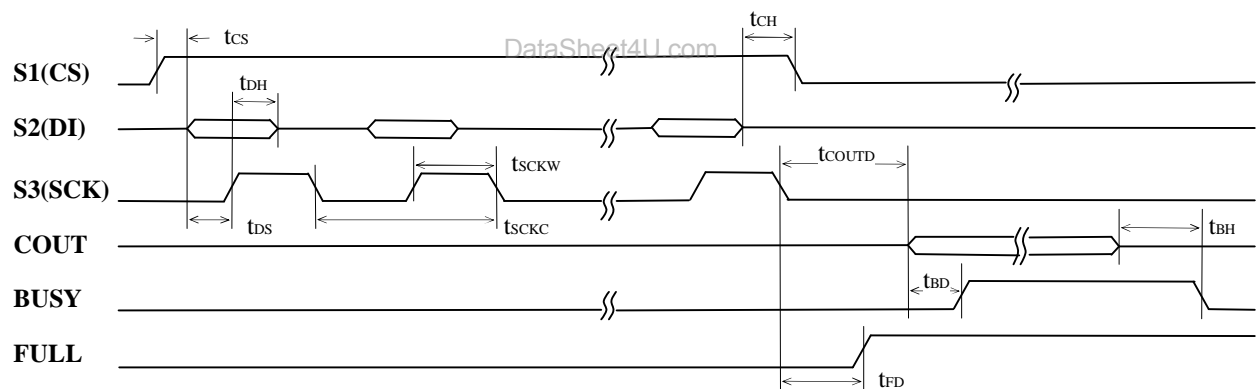 tCH
tCS
DataSheet4U.com
S1(CS)
tDH
S2(DI)
tCOUTD
tSCKW
S3(SCK)
tDS
tSCKC
tBH
COUT
tBD
BUSY
FULL
tFD